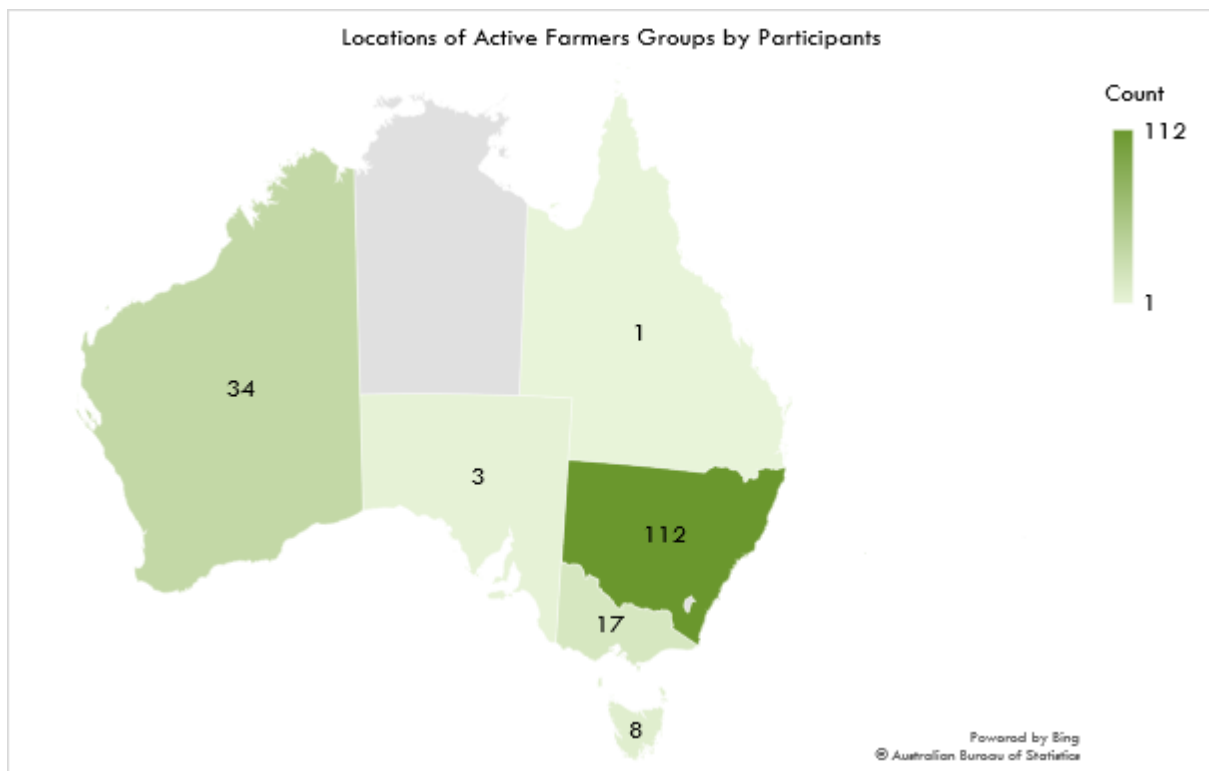 Locations of Active Farmers Groups by Participants
Count
112
1
1
34
3
112
17
8
Powered by Bing
© Australian Bureau of Statistics